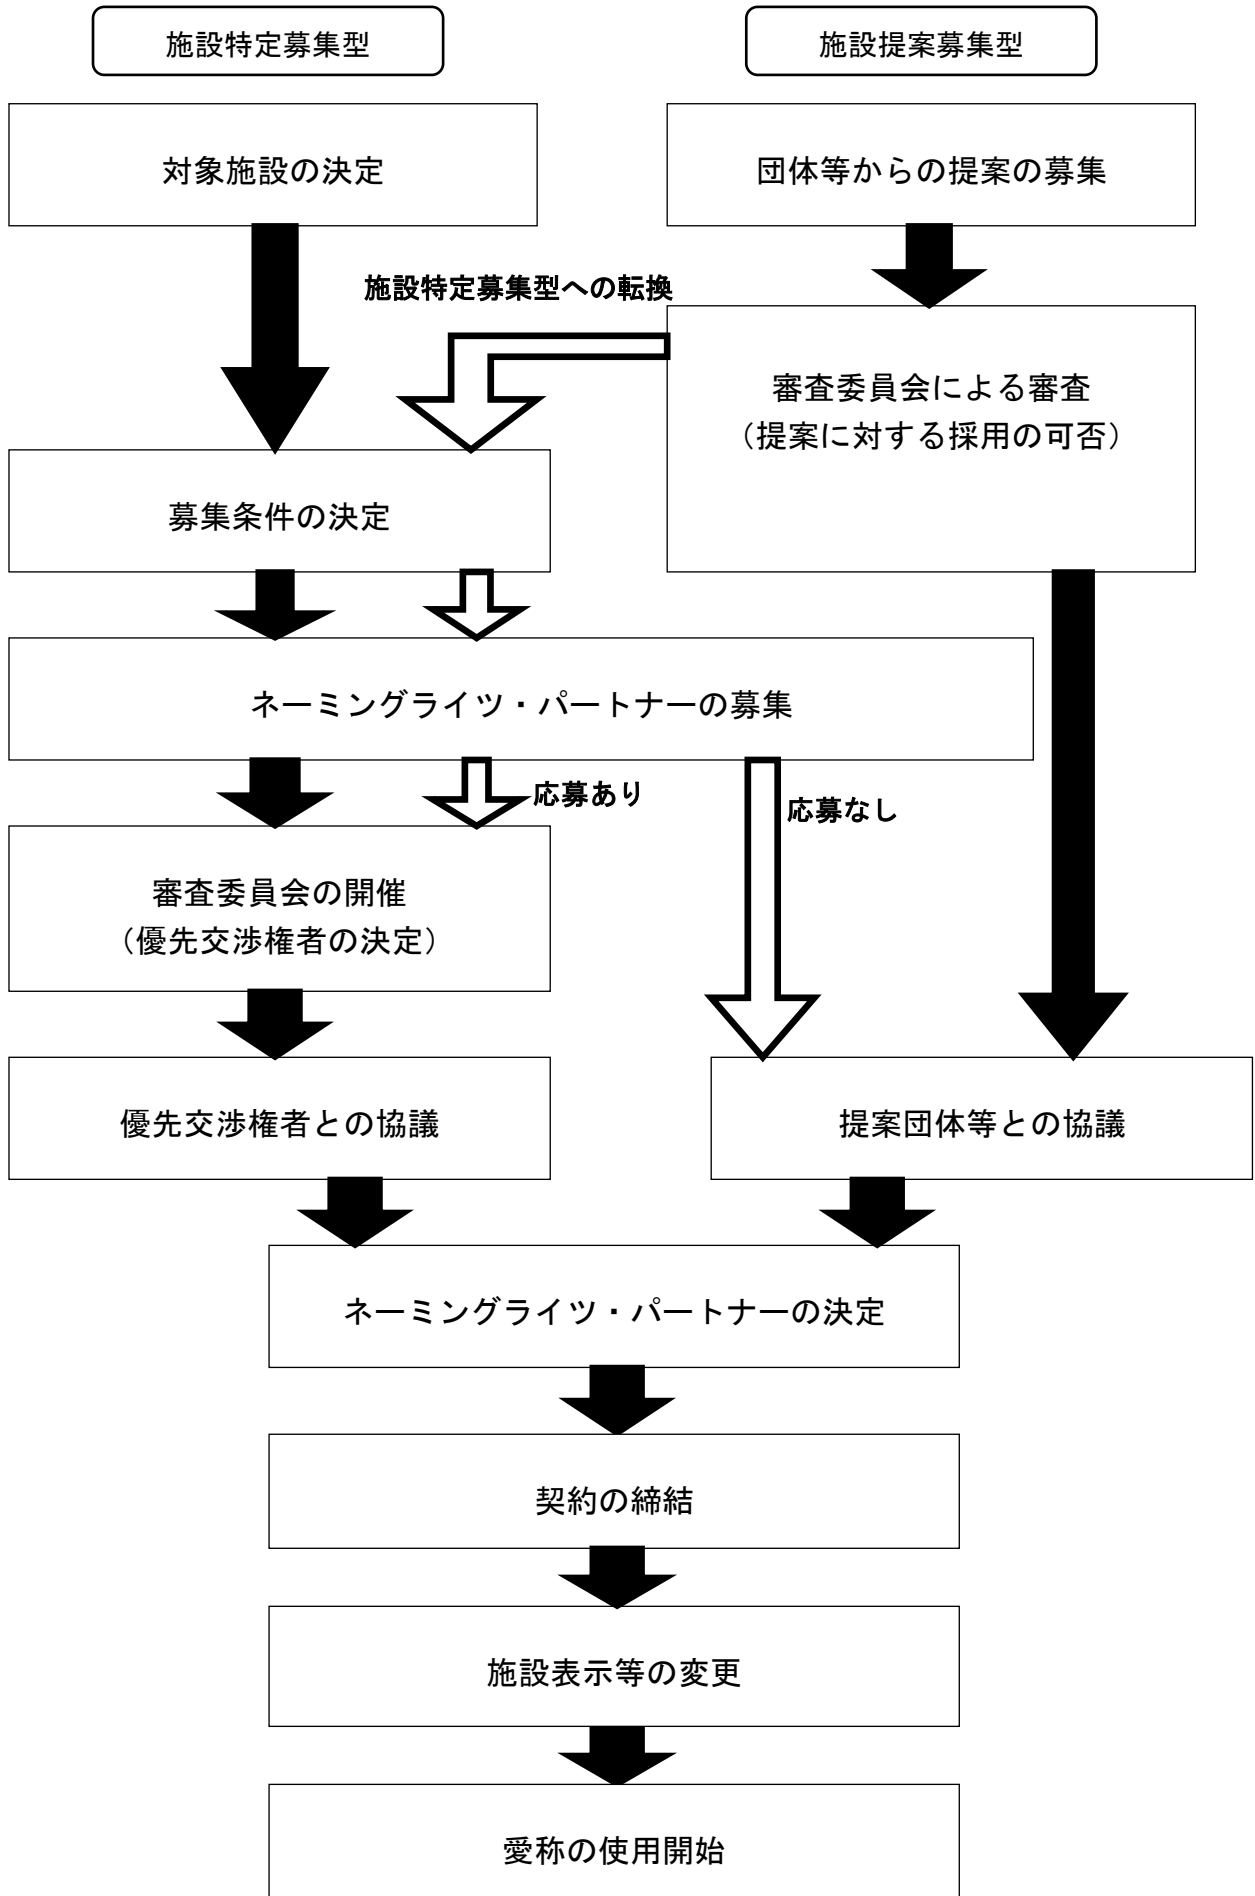 施設特定募集型
施設提案募集型
対象施設の決定
団体等からの提案の募集
施設特定募集型への転換
審査委員会による審査
（提案に対する採用の可否）
募集条件の決定
ネーミングライツ・パートナーの募集
応募あり
応募なし
審査委員会の開催
（優先交渉権者の決定）
優先交渉権者との協議
提案団体等との協議
ネーミングライツ・パートナーの決定
契約の締結
施設表示等の変更
愛称の使用開始